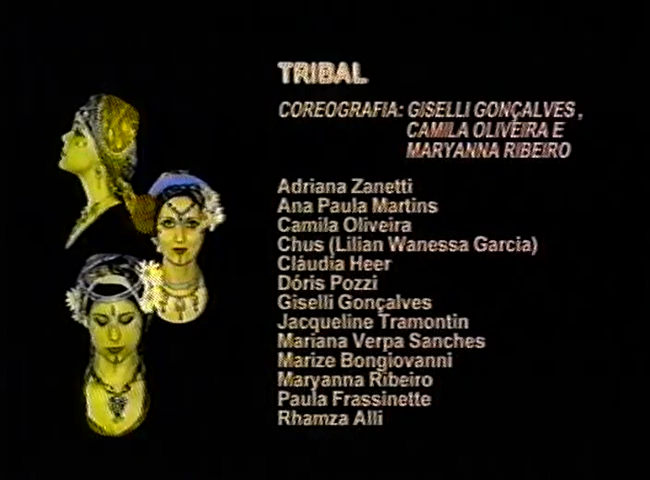 TRIBAL
COREOGRAFIA: GISELLI GONÇALVES,
CAMILA OLIVEIRA E
MARYANNA RIBEIRO
Adriana Zanetti
Ana Paula Martins
Camila Oliveira
Chus (Lilian Wanessa Garcia)
Cláudia Heer
Dóris Pozzi
Giselli Gonçalves
Jacqueline Tramontin
Mariana Verpa Sanches
Marize Bongiovanni
Maryanna Ribeiro
Paula Frassinette
Rhamza Alli